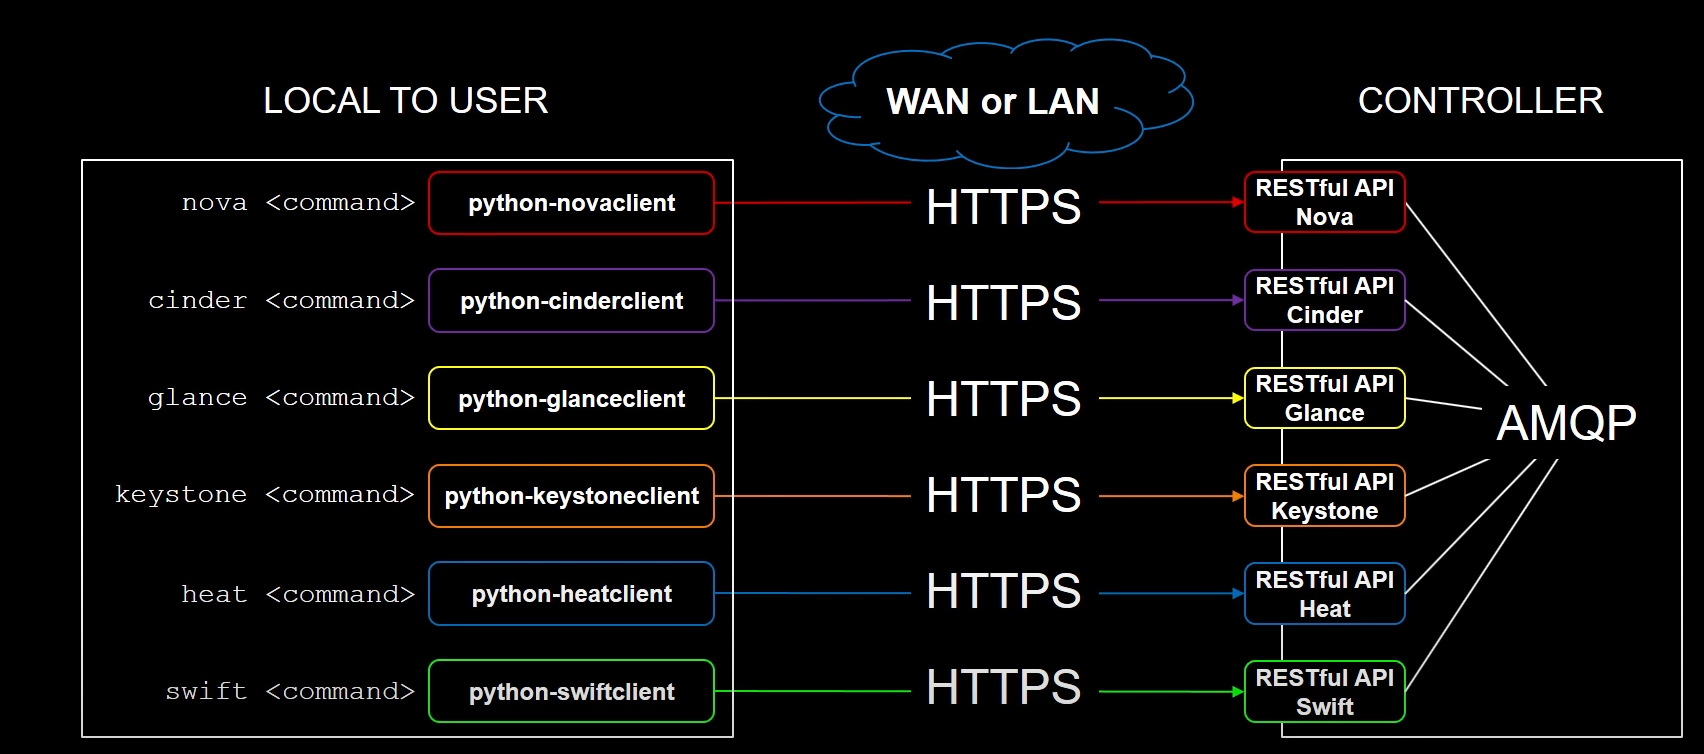 LOCAL TO USER
WAN or LAN
CONTROLLER
nova <command>
python-novaclient
HTTPS
RESTful API
Nova
cinder <command>
python-cinderclient
HTTPS
RESTful API
Cinder
glance <command>
python-glanceclient
HTTPS
RESTful API
Glance
AMQP
keystone <command>
python-keystoneclient
HTTPS
RESTful API
Keystone
heat <command>
python-heatclient
HTTPS
RESTful API
Heat
swift <command>
python-swiftclient
HTTPS
RESTful API
Swift